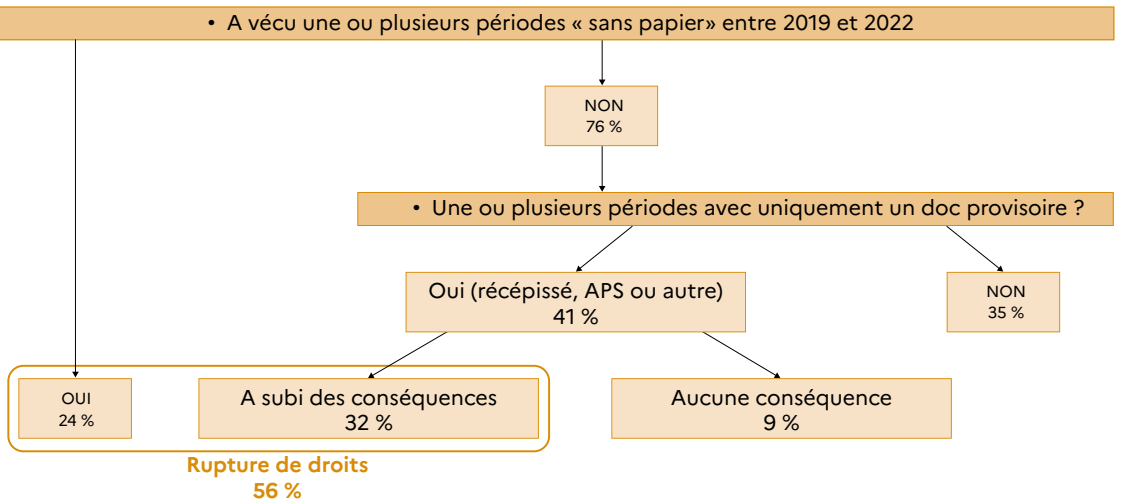 • A vécu une ou plusieurs périodes « sans papier» entre 2019 et 2022
NON
76 %
• Une ou plusieurs périodes avec uniquement un doc provisoire ?
Oui (récépissé, APS ou autre)
41 %
NON
35 %
OUI
24 %
A subi des conséquences
32 %
Aucune conséquence
9 %
Rupture de droits
56 %